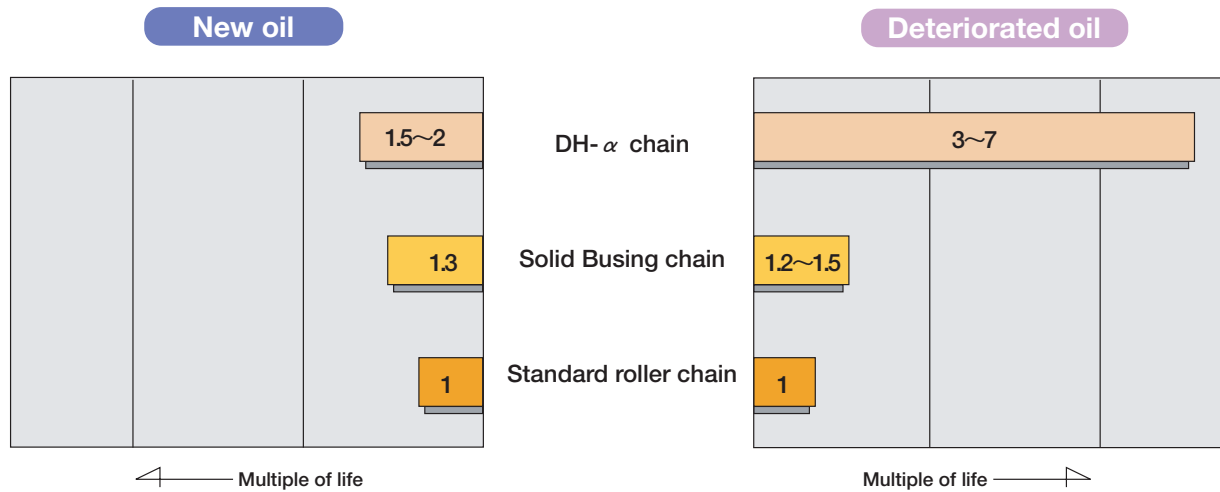 New oil
Deteriorated oil
1.5〜2
DH-α chain
3〜7
1.3
Solid Busing chain
1.2〜1.5
1
Standard roller chain
1
Multiple of life
Multiple of life